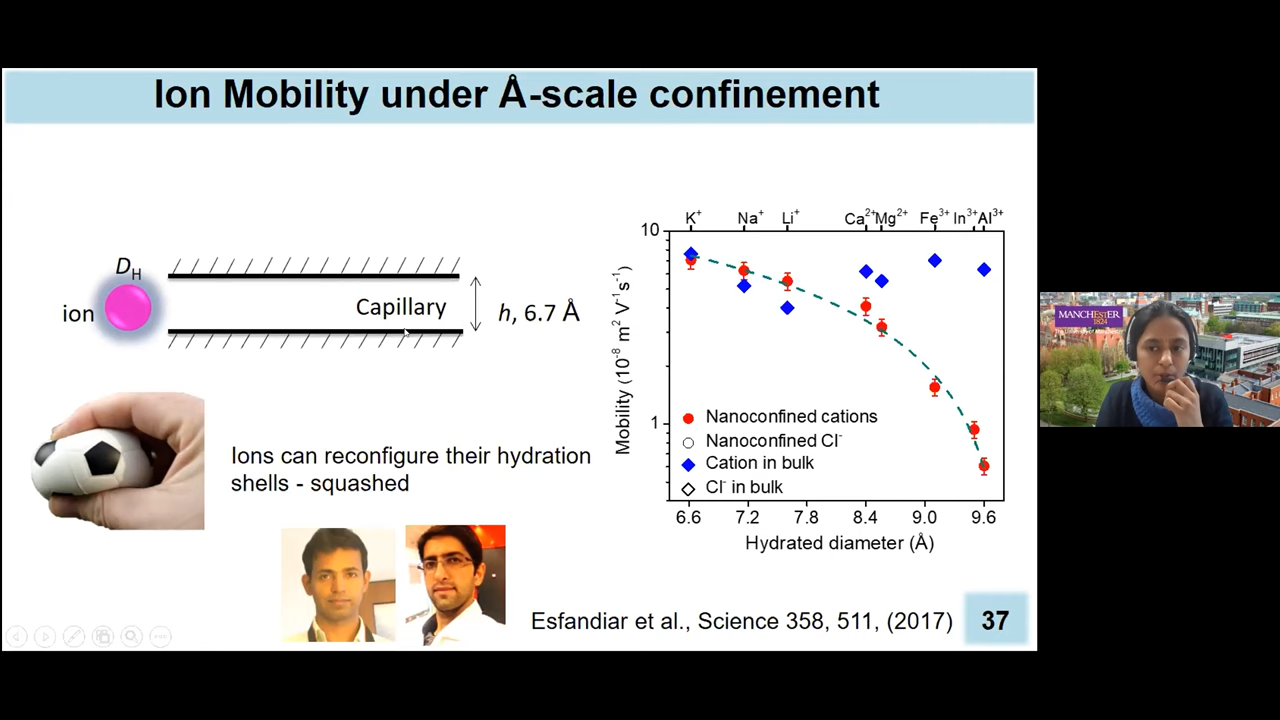 Ion Mobility under Å-scale confinement
D_H
ion
Capillary
h, 6.7 Å
Ions can reconfigure their hydration
shells - squashed
K⁺ Na⁺ Li⁺ Ca²⁺ Mg²⁺ Fe³⁺ In³⁺ Al³⁺
10
1
Mobility (10⁻⁸ m² V⁻¹s⁻¹)
Nanoconfined cations
Nanoconfined Cl⁻
Cation in bulk
Cl⁻ in bulk
6.6 7.2 7.8 8.4 9.0 9.6
Hydrated diameter (Å)
Esfandiar et al., Science 358, 511, (2017)
37
MANCHESTER
1824